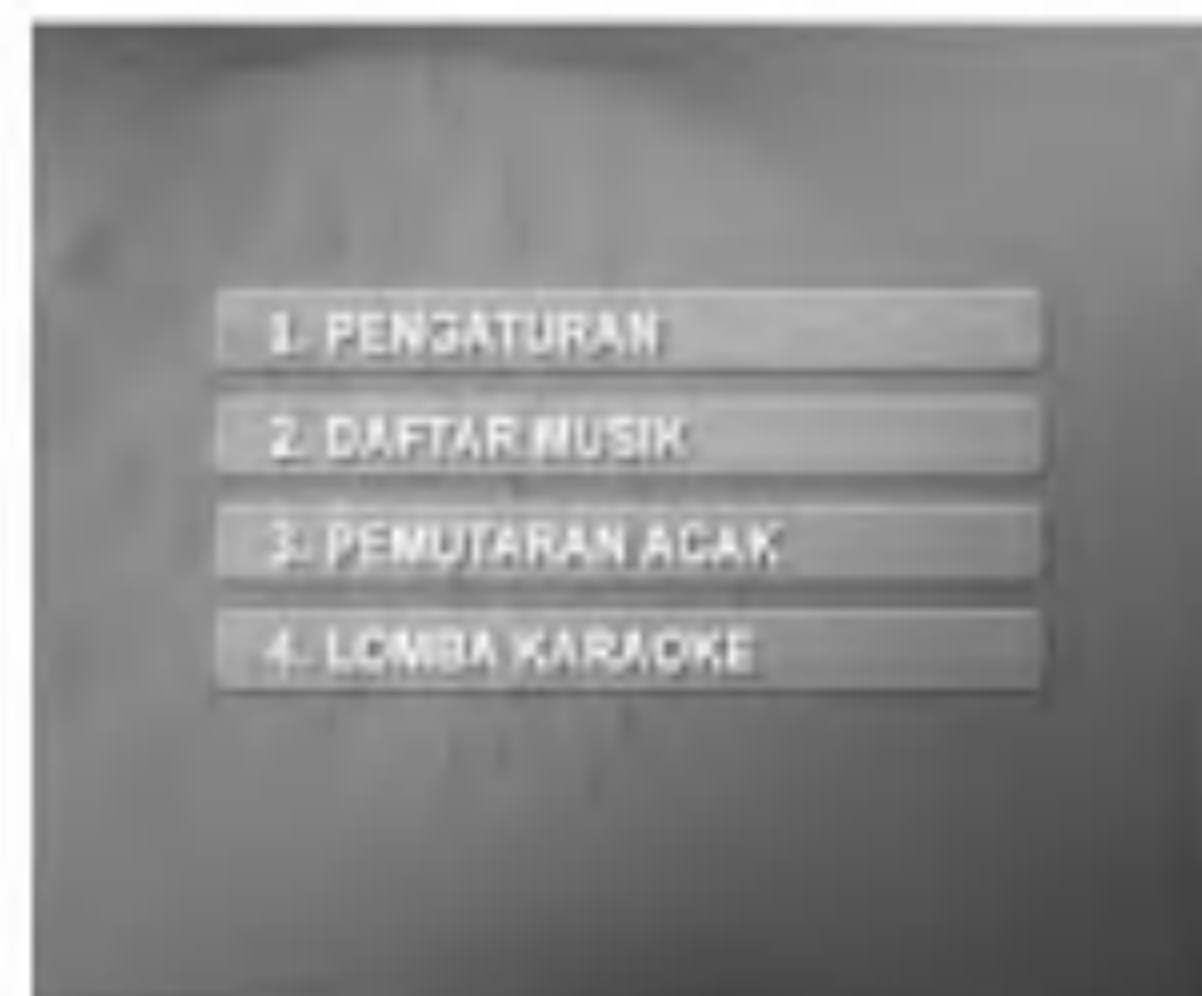 1. PENGATURAN
2. DAFTAR MUSIK
3. PEMUTARAN ACAK
4. LOMBA KARAOKE